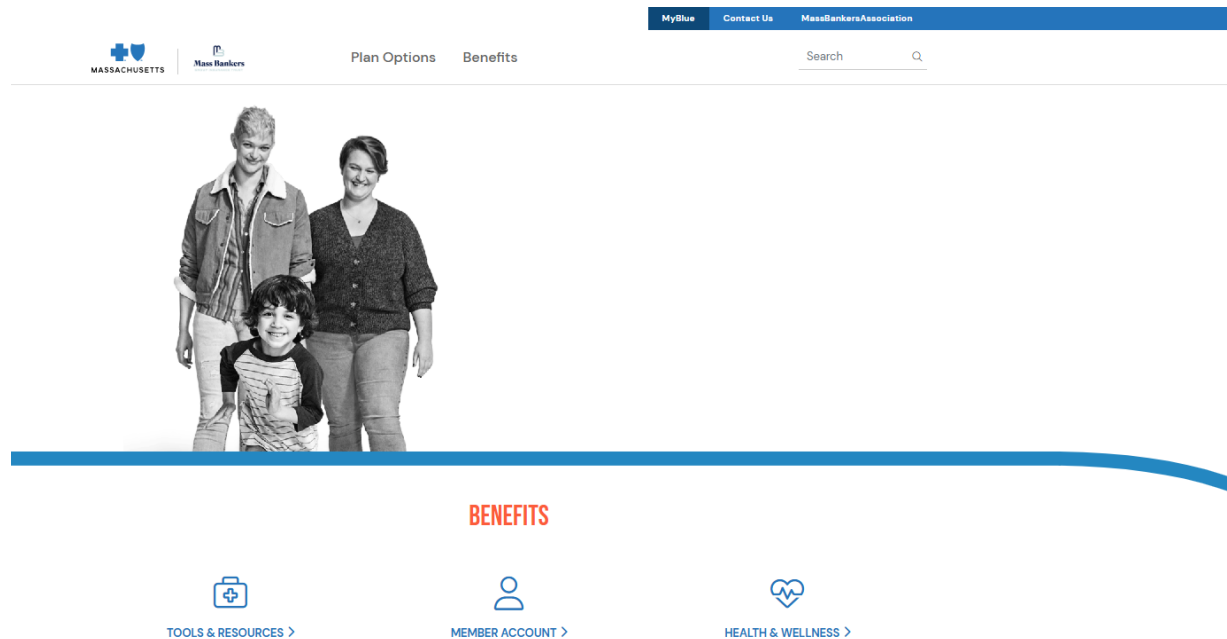 MyBlue Contact Us MassBankersAssociation
MASSACHUSETTS
Mass Bankers
Plan Options Benefits
Search
BENEFITS
TOOLS & RESOURCES >
MEMBER ACCOUNT >
HEALTH & WELLNESS >